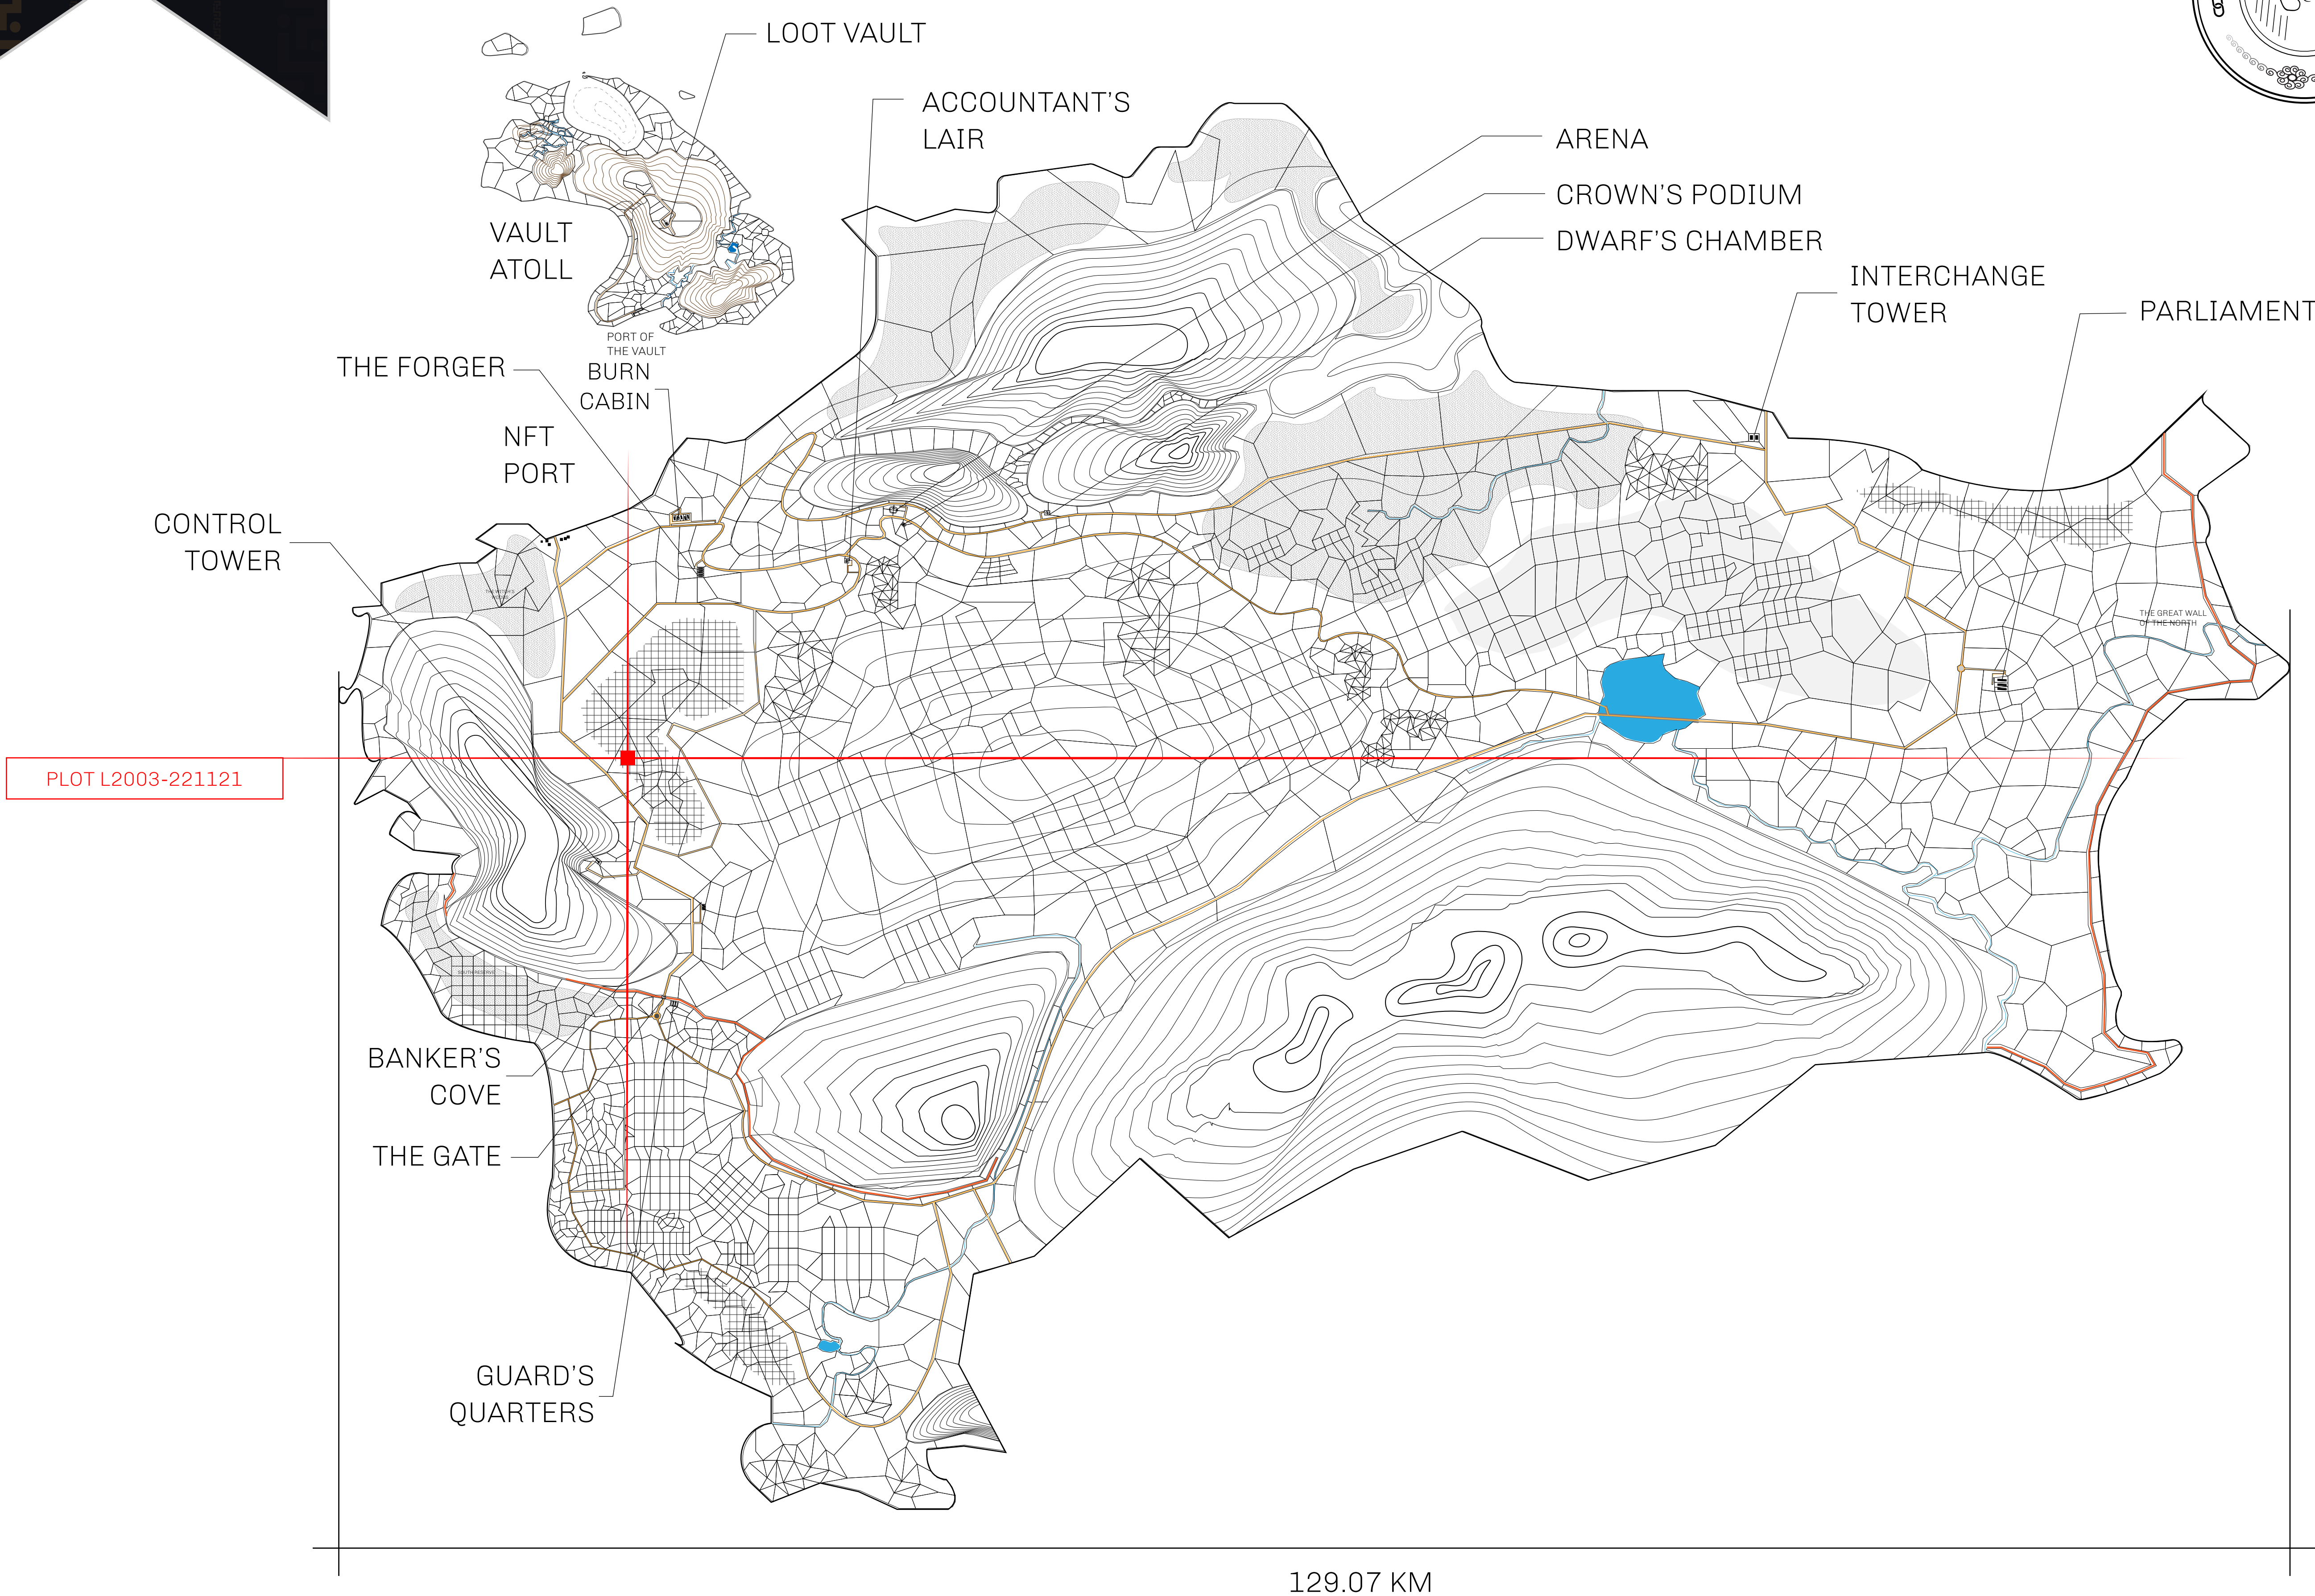 LOOT VAULT
ACCOUNTANT'S
LAIR
ARENA
CROWN'S PODIUM
DWARF'S CHAMBER
VAULT
ATOLL
INTERCHANGE
TOWER
PARLIAMENT
PORT OF
THE VAULT
THE FORGER
BURN
CABIN
NFT
PORT
CONTROL
TOWER
THE GREAT WALL
OF THE NORTH
PLOT L2003-221121
SOUTH RESERVE
BANKER'S
COVE
THE GATE
GUARD'S
QUARTERS
129.07 KM